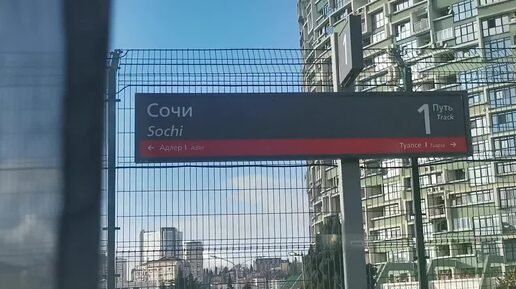 1
Сочи
Sochi
1 Путь
Track
← Адлер | Adler
Туапсе | Tuapse →